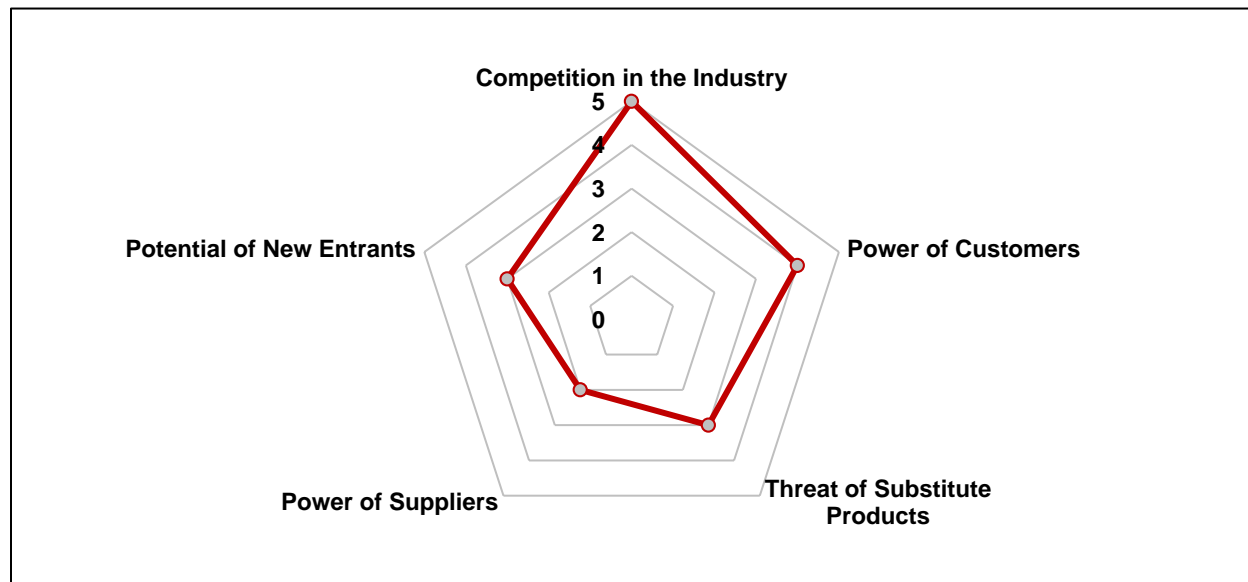 Competition in the Industry
5
4
3
2
1
0
Potential of New Entrants
Power of Customers
Power of Suppliers
Threat of Substitute
Products